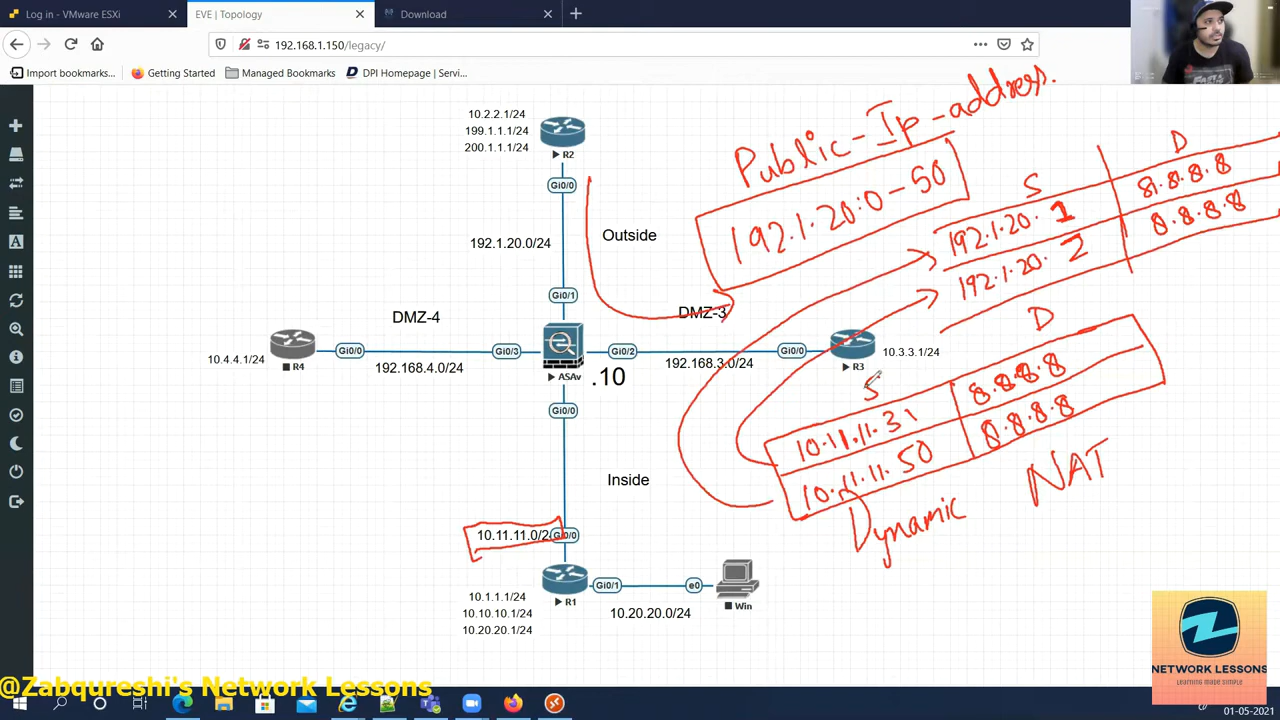 Log in - VMware ESXi
EVE | Topology
Download
192.168.1.150/legacy/
Import bookmarks...
Getting Started
Managed Bookmarks
DPI Homepage | Servi...
10.2.2.1/24
199.1.1.1/24
200.1.1.1/24
R2
Gi0/0
192.1.20.0/24
Outside
Gi0/1
Public-Ip-address.
192.1.20:0-50
S
D
192.1.20.1
8.8.8.8
192.1.20.2
8.8.8.8
DMZ-4
DMZ-3
10.4.4.1/24
R4
Gi0/0
192.168.4.0/24
Gi0/3
ASAv
.10
Gi0/2
192.168.3.0/24
Gi0/0
R3
10.3.3.1/24
Gi0/0
S
D
10.11.11.31
8.8.8.8
10.11.11.50
8.8.8.8
Dynamic NAT
Inside
10.11.11.0/2
Gi0/0
R1
Gi0/1
e0
Win
10.20.20.0/24
10.1.1.1/24
10.10.10.1/24
10.20.20.1/24
NETWORK LESSONS
Learning made simple
@Zabqureshi's Network Lessons
01-05-2021